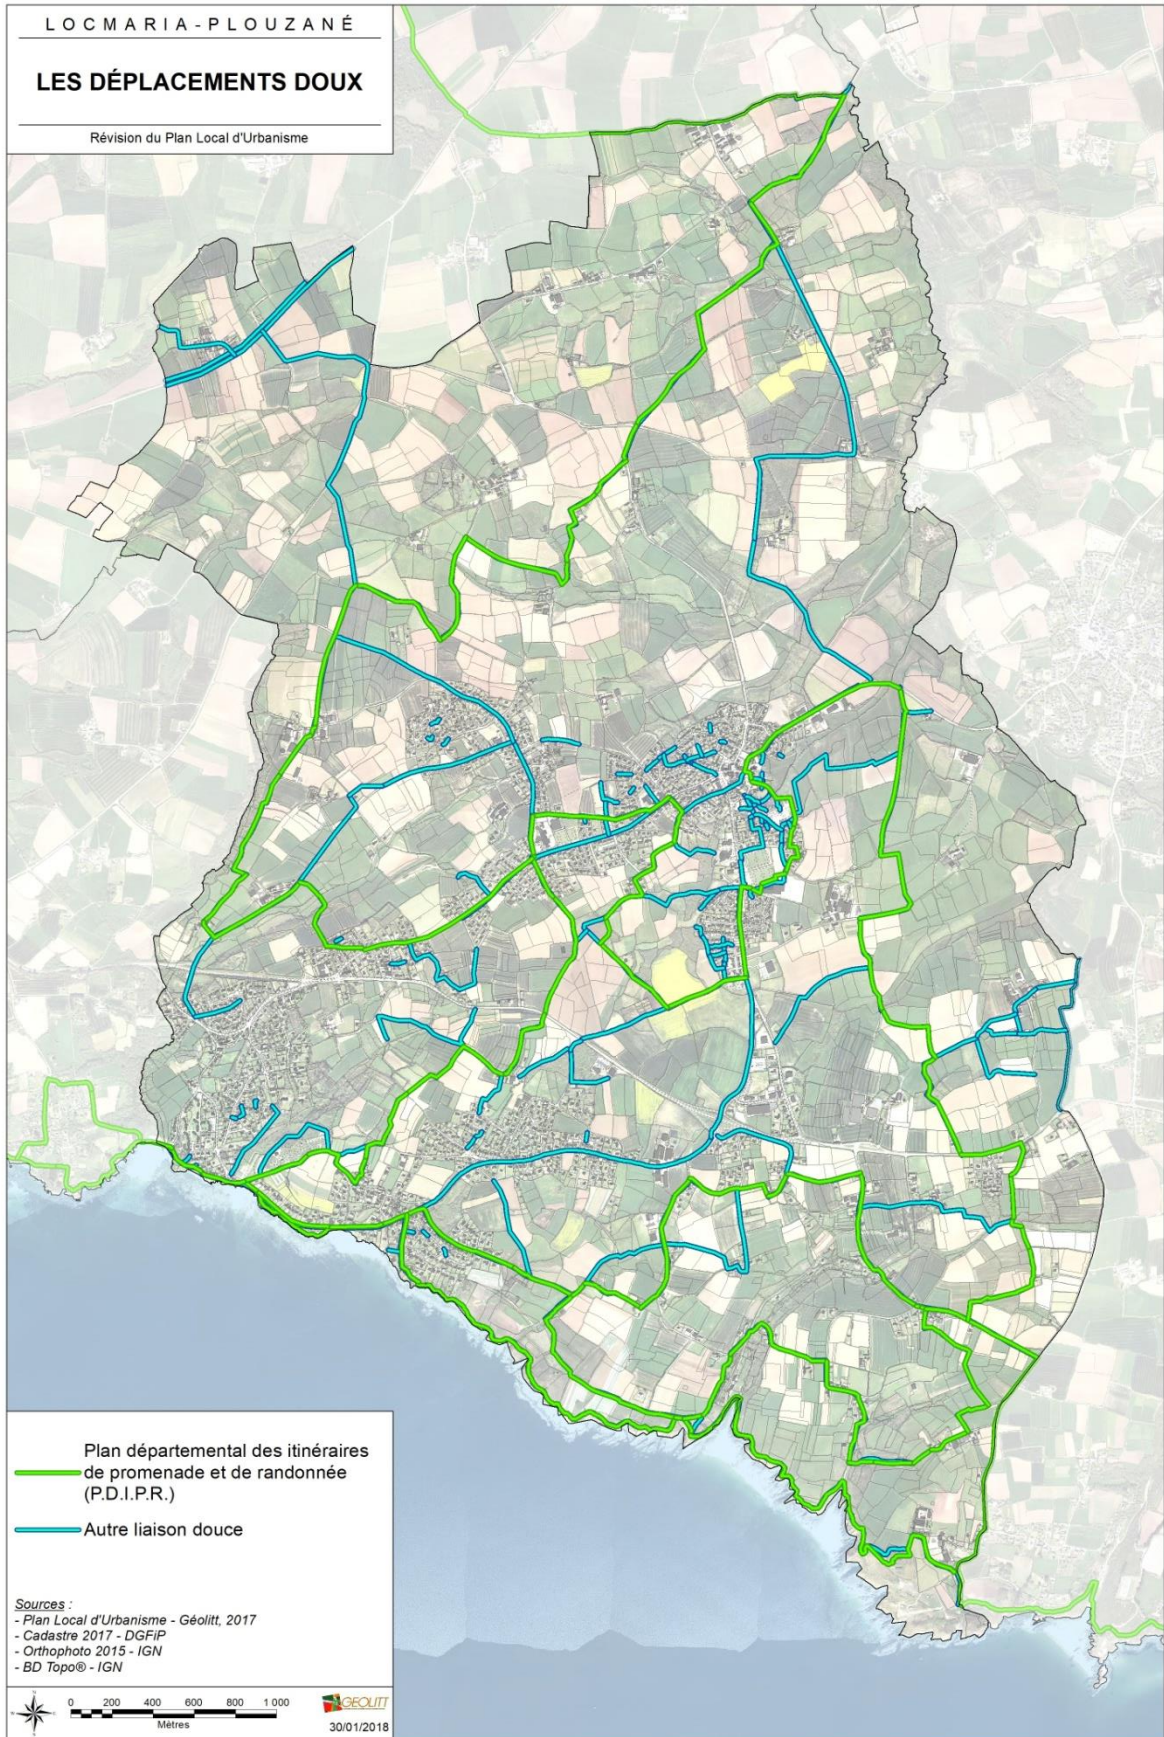 LOCMARIA-PLOUZANÉ
LES DÉPLACEMENTS DOUX
Révision du Plan Local d'Urbanisme
Plan départemental des itinéraires
de promenade et de randonnée
(P.D.I.P.R.)
Autre liaison douce
Sources :
- Plan Local d'Urbanisme - Géolitt, 2017
- Cadastre 2017 - DGFiP
- Orthophoto 2015 - IGN
- BD Topo® - IGN
0 200 400 600 800 1 000
Mètres
GEOLITT
30/01/2018